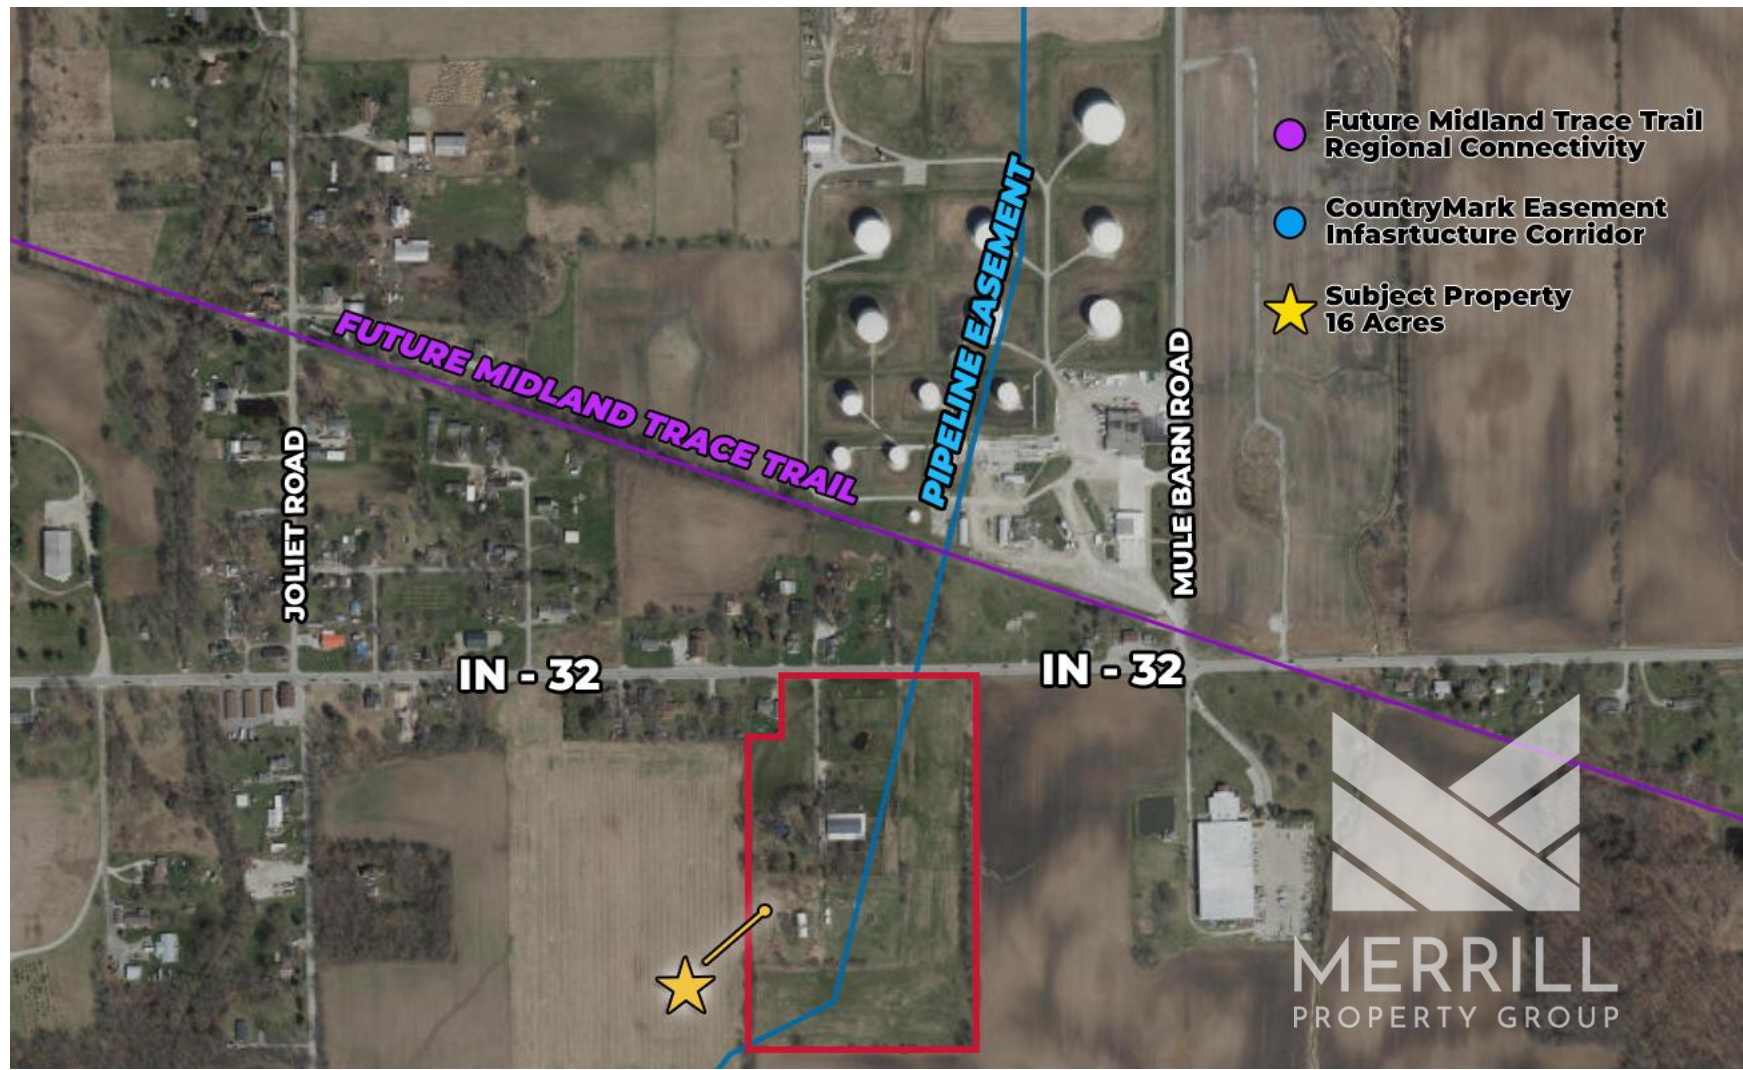 Future Midland Trace Trail
Regional Connectivity
CountryMark Easement
Infasrtucture Corridor
Subject Property
16 Acres
PIPELINE EASEMENT
FUTURE MIDLAND TRACE TRAIL
JOLIET ROAD
MULE BARN ROAD
IN - 32
IN - 32
MERRILL
PROPERTY GROUP